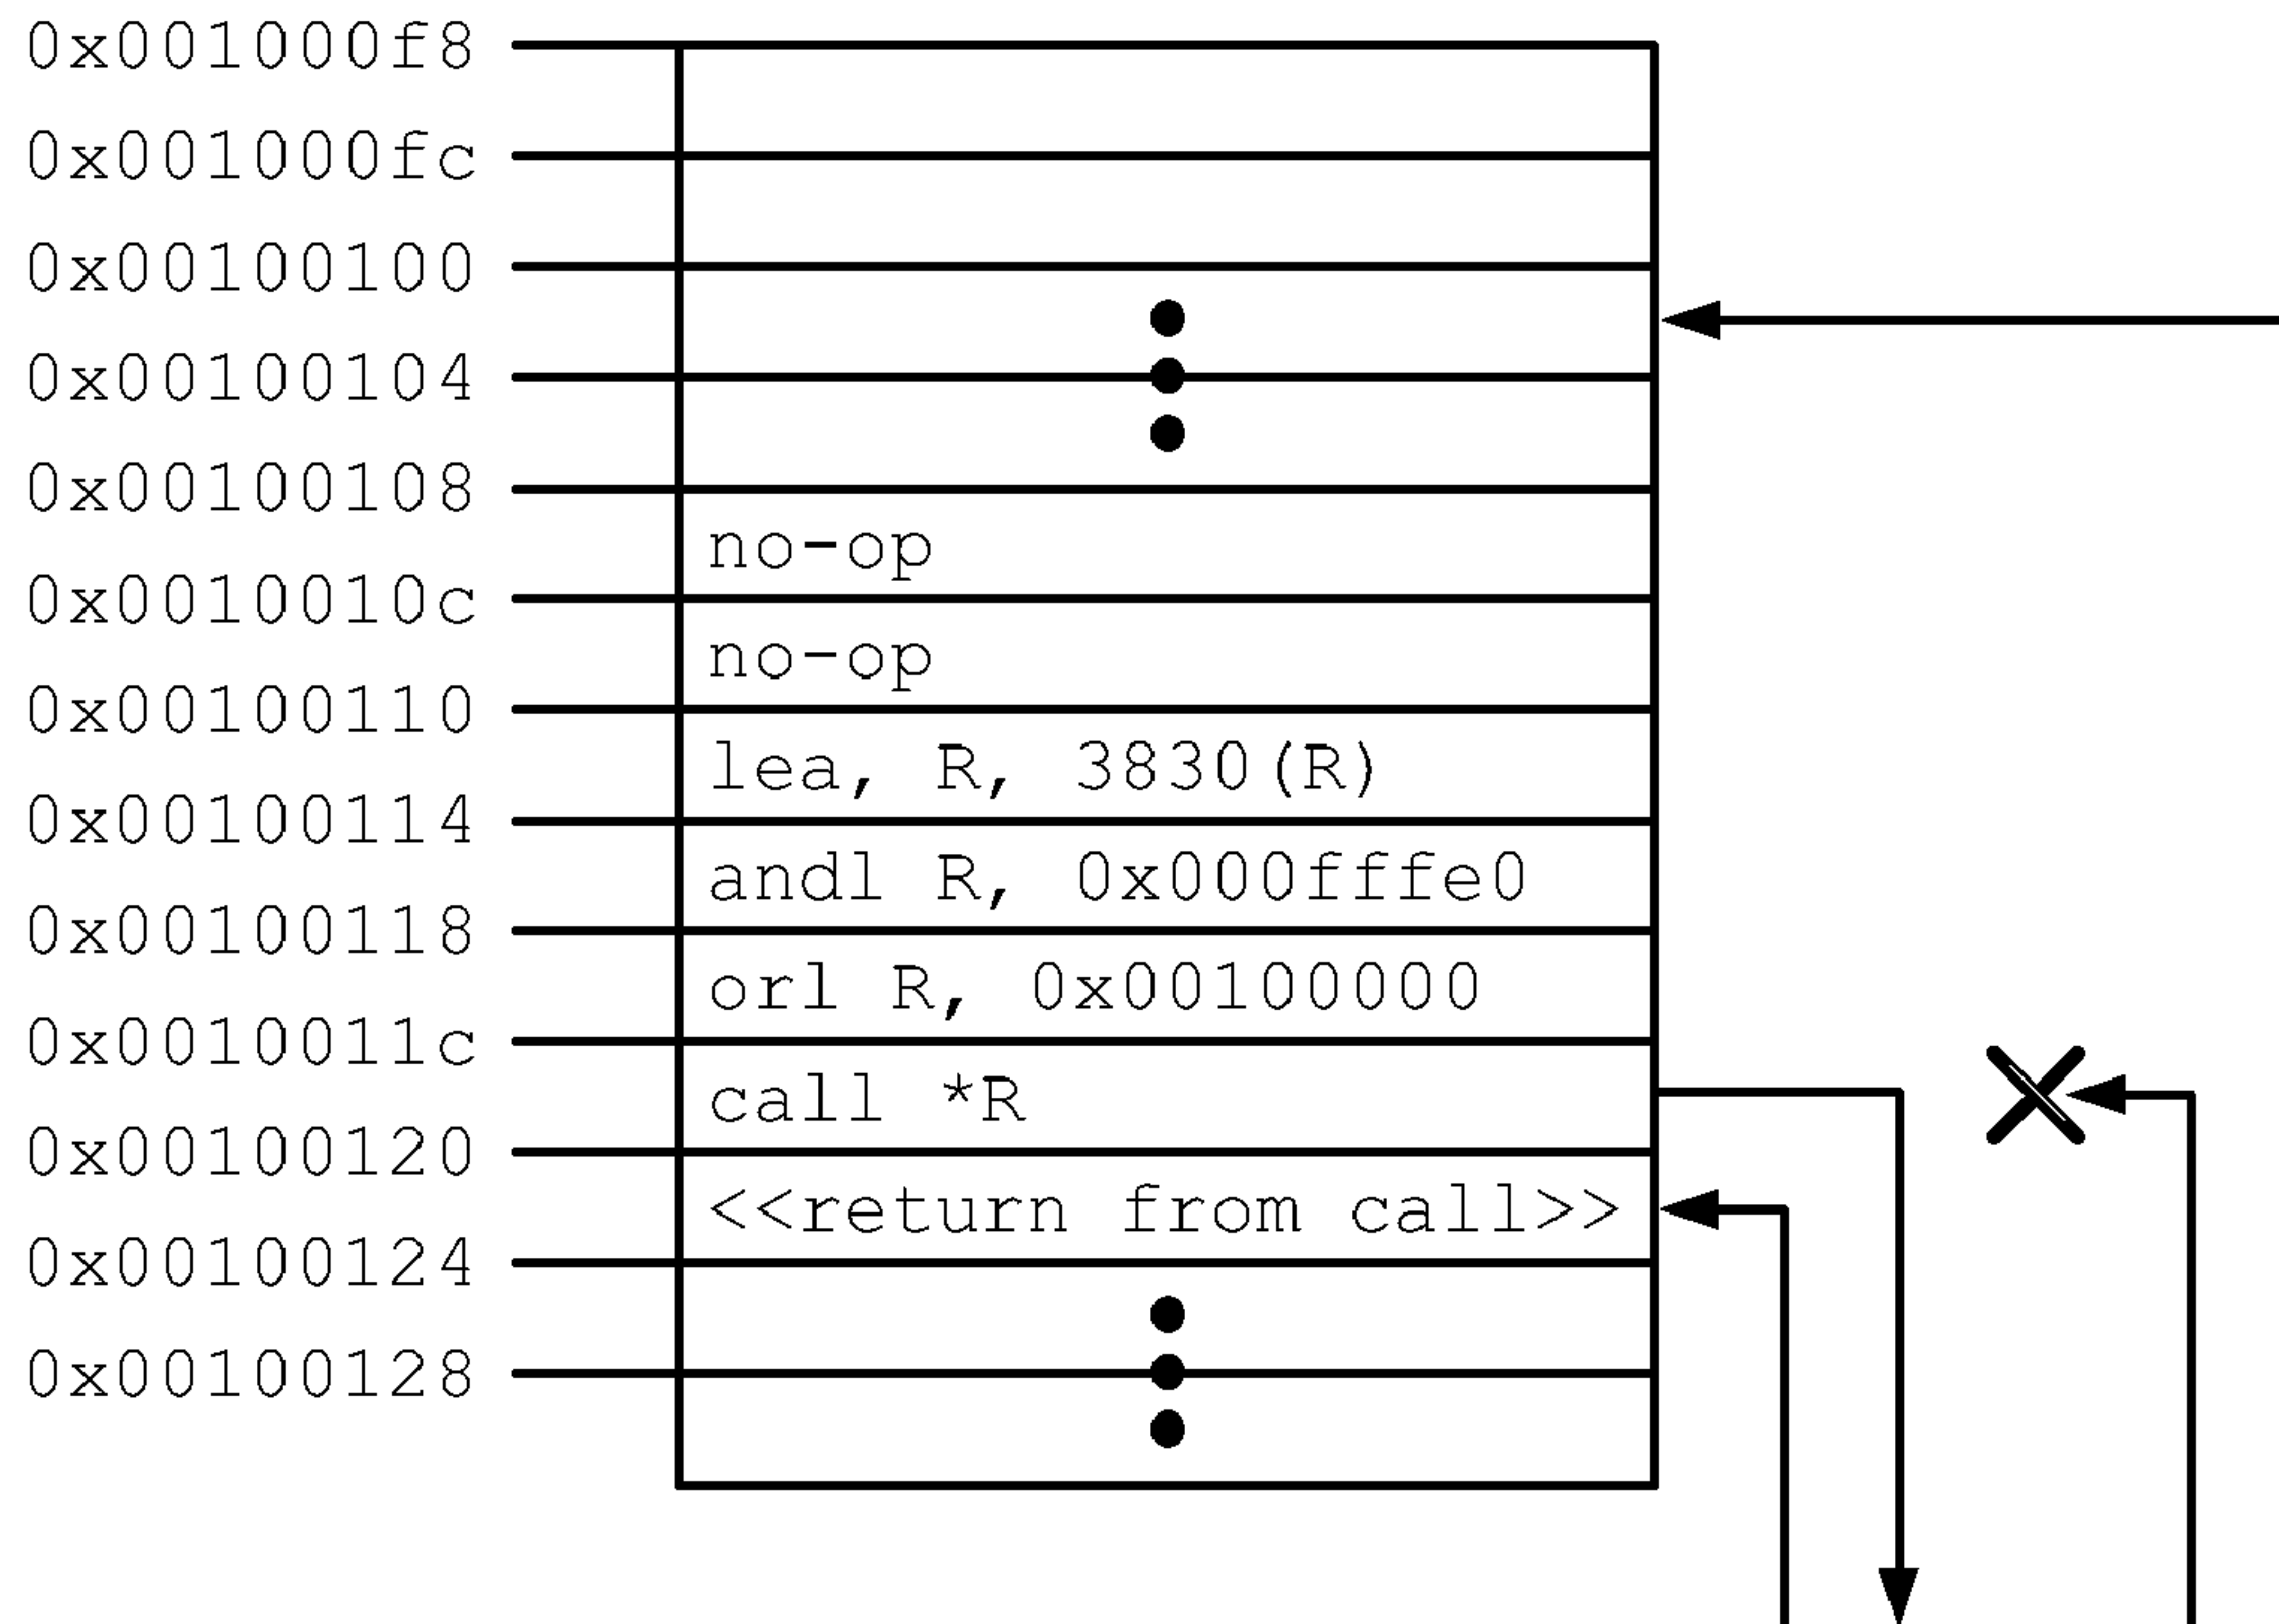 0x001000f8
0x001000fc
0x00100100
0x00100104
0x00100108
no-op
0x0010010c
no-op
0x00100110
lea, R, 3830(R)
0x00100114
andl R, 0x000fffe0
0x00100118
orl R, 0x00100000
0x0010011c
call *R
0x00100120
<<return from call>>
0x00100124
0x00100128